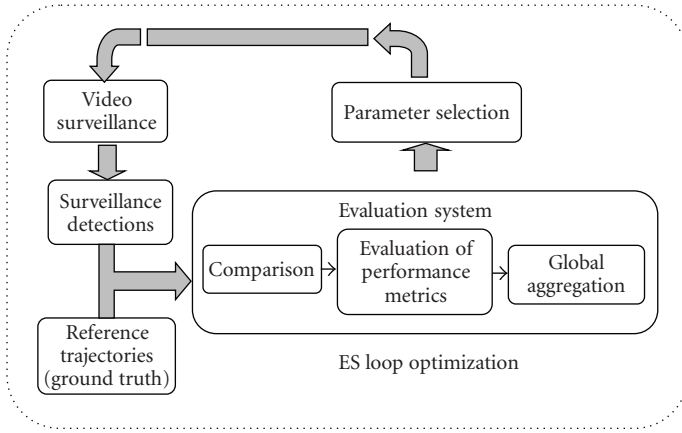 Video
surveillance
Parameter selection
Surveillance
detections
Evaluation system
Comparison
Evaluation of
performance
metrics
Global
aggregation
Reference
trajectories
(ground truth)
ES loop optimization